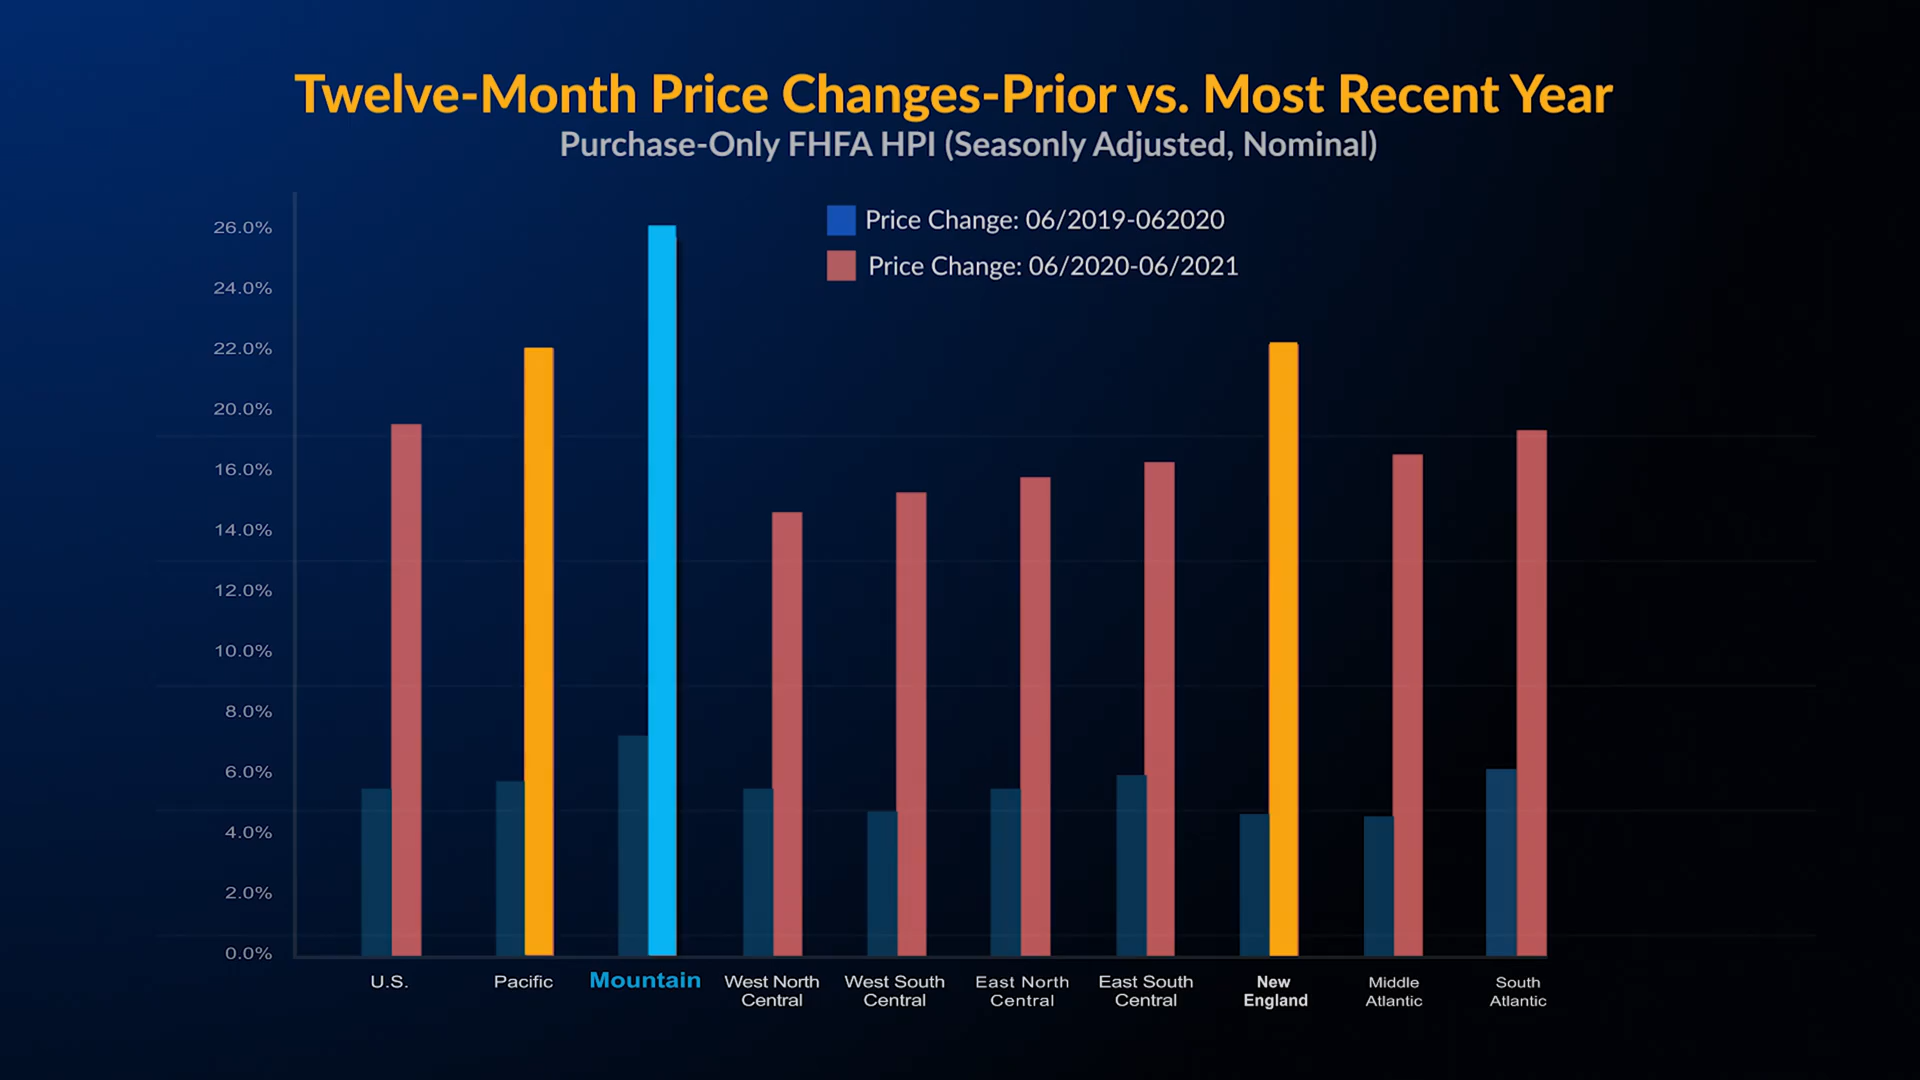 Twelve-Month Price Changes-Prior vs. Most Recent Year
Purchase-Only FHFA HPI (Seasonly Adjusted, Nominal)
Price Change: 06/2019-062020
Price Change: 06/2020-06/2021
26.0%
24.0%
22.0%
20.0%
16.0%
14.0%
12.0%
10.0%
8.0%
6.0%
4.0%
2.0%
0.0%
U.S.
Pacific
Mountain
West North
Central
West South
Central
East North
Central
East South
Central
New
England
Middle
Atlantic
South
Atlantic